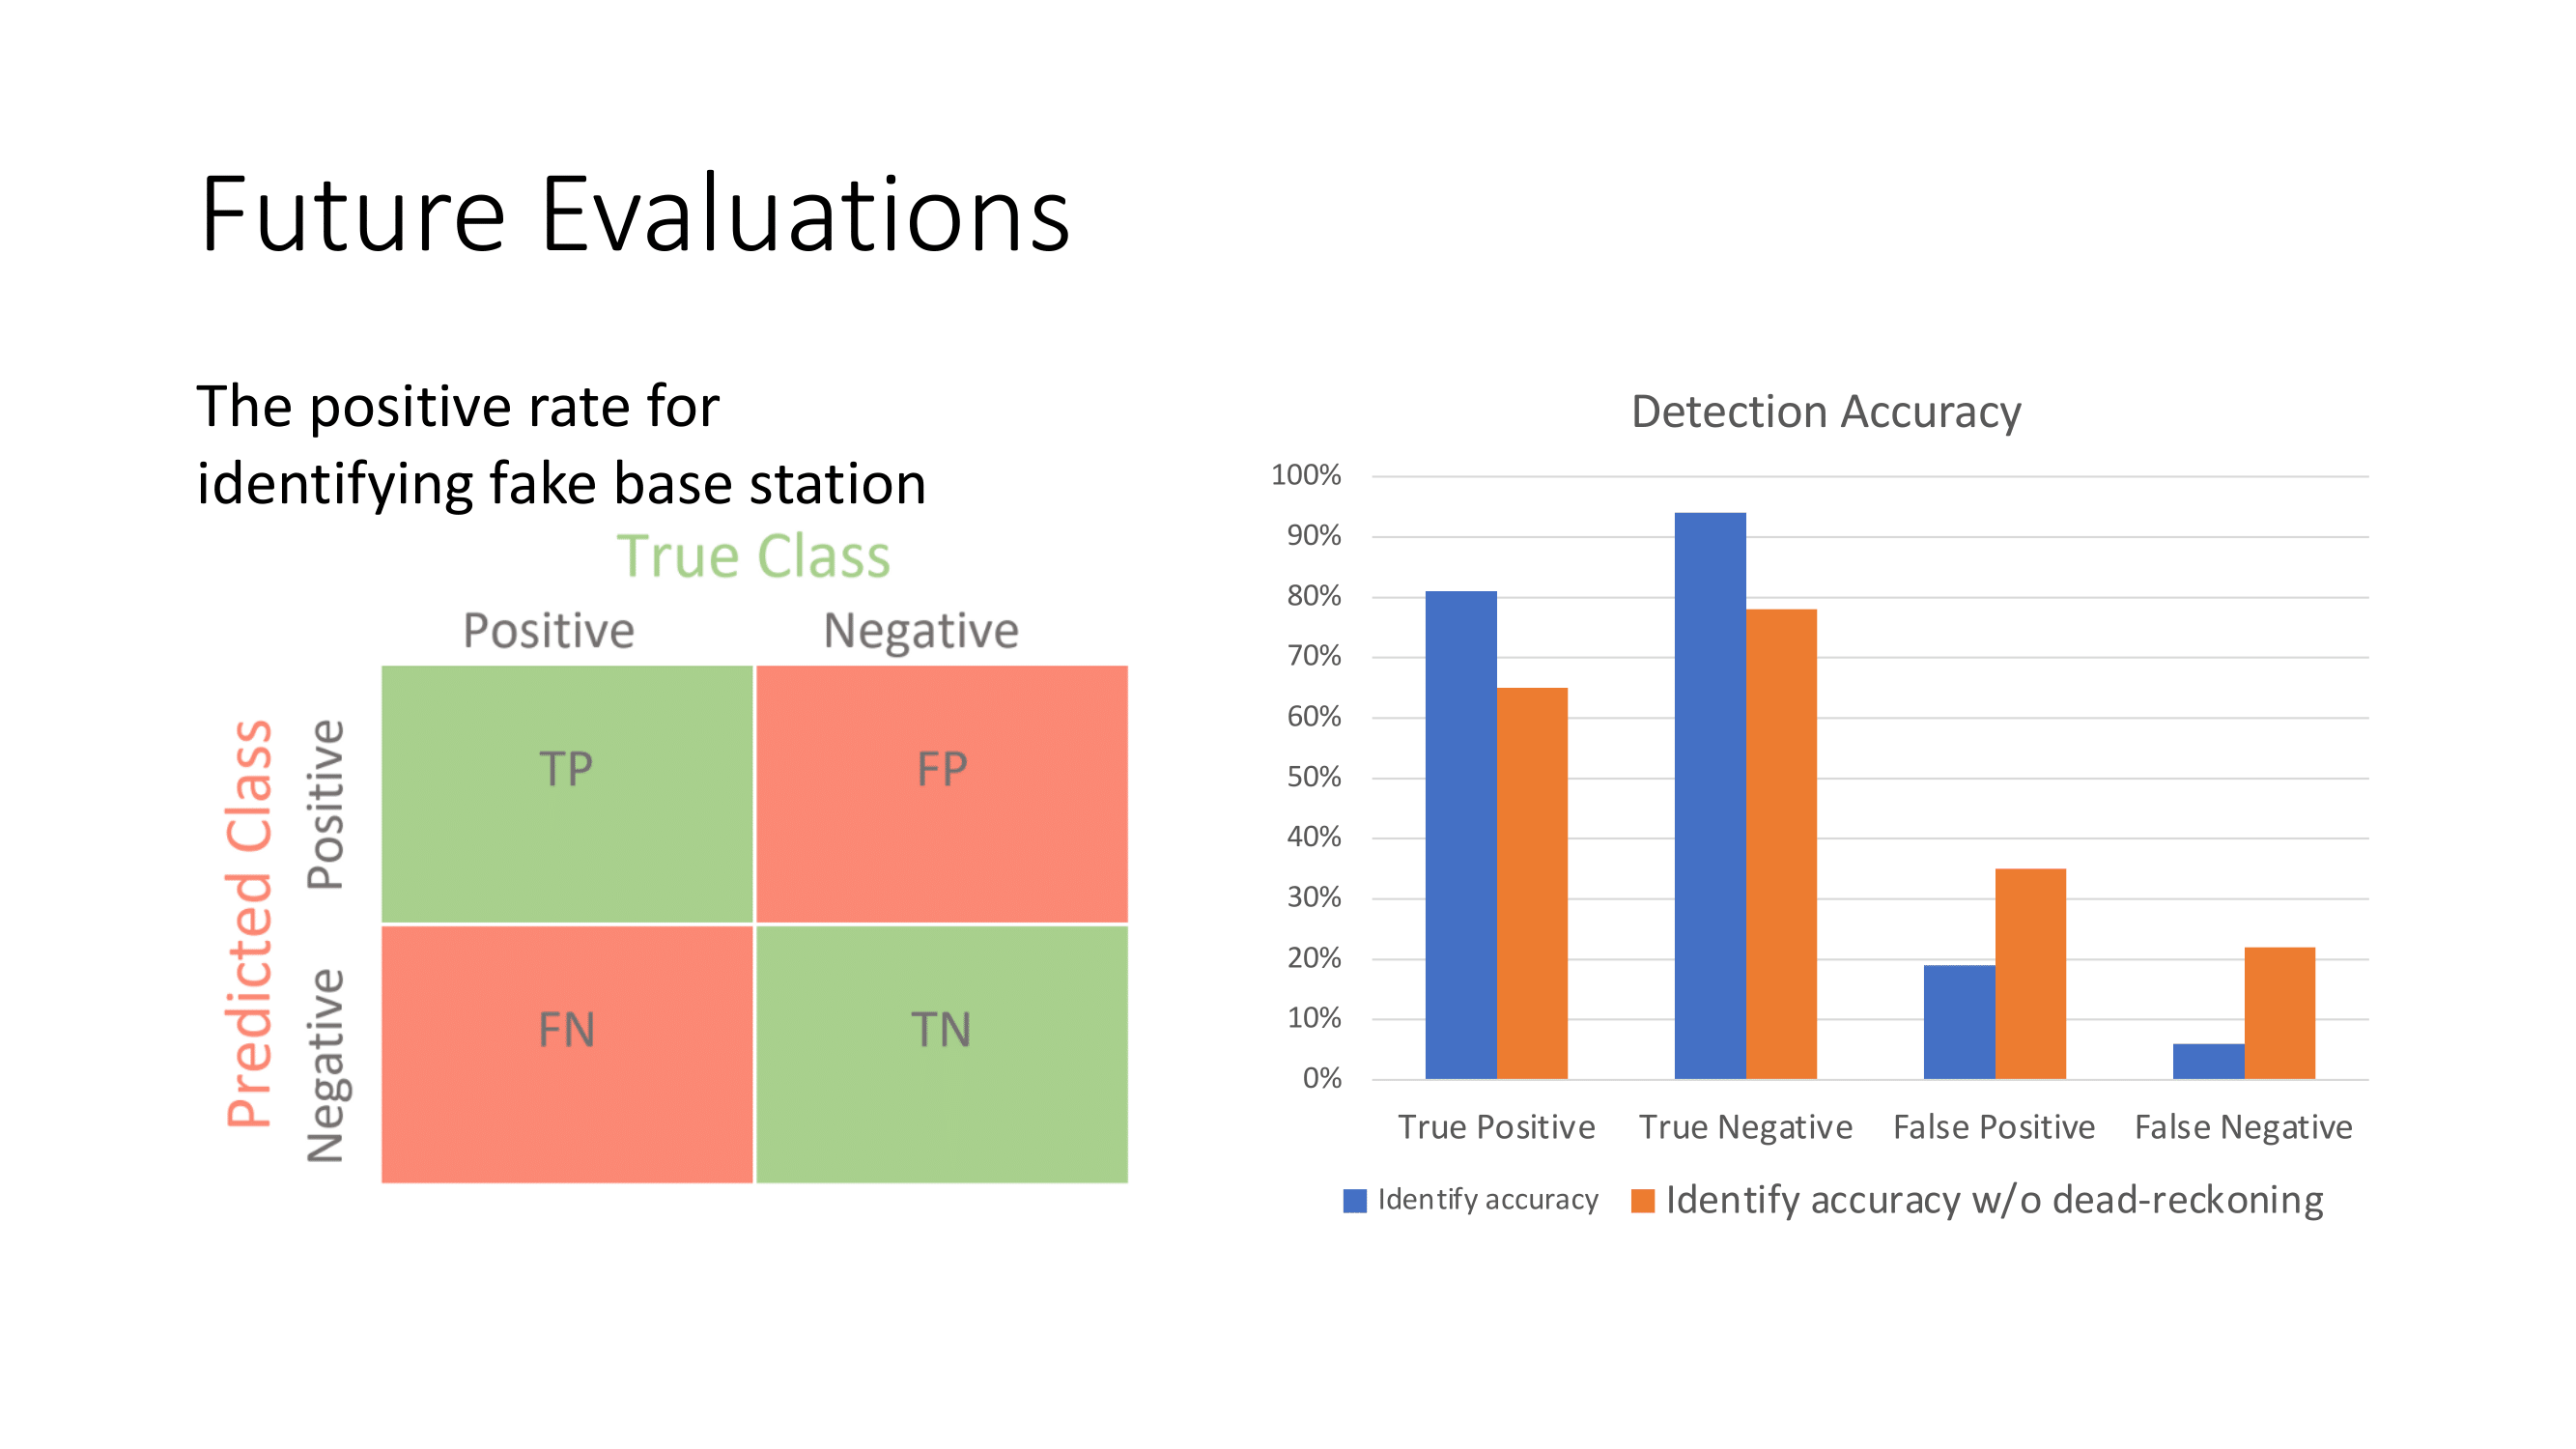 Future Evaluations
The positive rate for
identifying fake base station
True Class
Positive Negative
Predicted Class
Positive
Negative
TP FP
FN TN
Detection Accuracy
100%
90%
80%
70%
60%
50%
40%
30%
20%
10%
0%
True Positive True Negative False Positive False Negative
Identify accuracy Identify accuracy w/o dead-reckoning